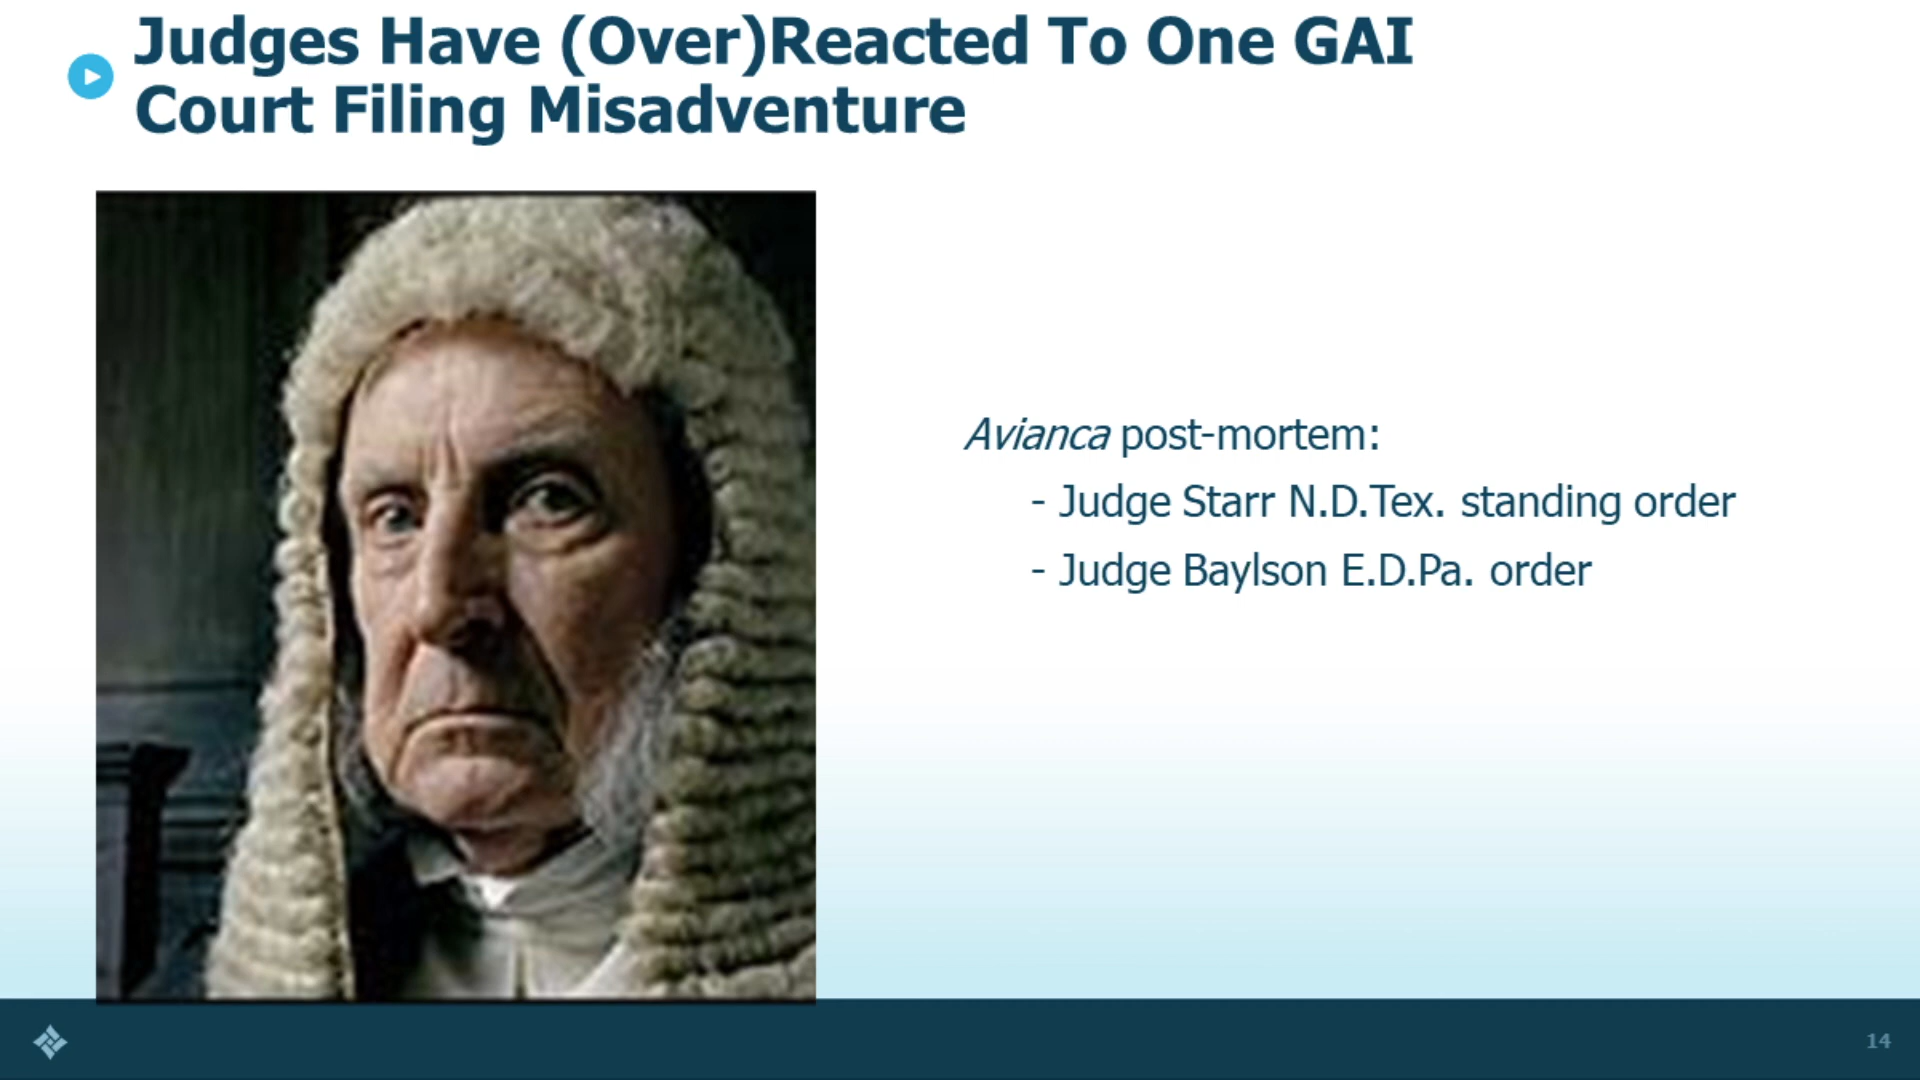 Judges Have (Over)Reacted To One GAI
Court Filing Misadventure
Avianca post-mortem:
- Judge Starr N.D.Tex. standing order
- Judge Baylson E.D.Pa. order
14